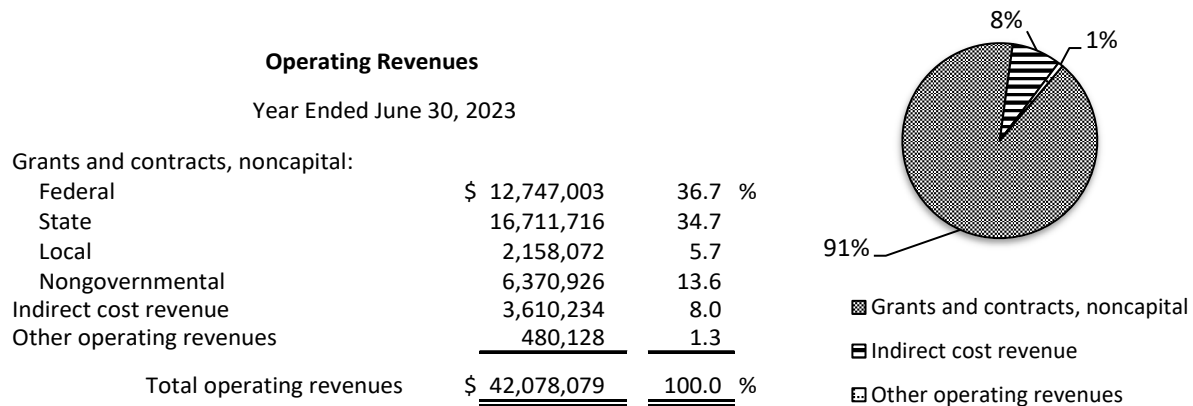 Operating Revenues
Year Ended June 30, 2023
Grants and contracts, noncapital:
Federal $ 12,747,003 36.7 %
State 16,711,716 34.7
Local 2,158,072 5.7
Nongovernmental 6,370,926 13.6
Indirect cost revenue 3,610,234 8.0
Other operating revenues 480,128 1.3
Total operating revenues $ 42,078,079 100.0 %
8%
1%
91%
Grants and contracts, noncapital
Indirect cost revenue
Other operating revenues